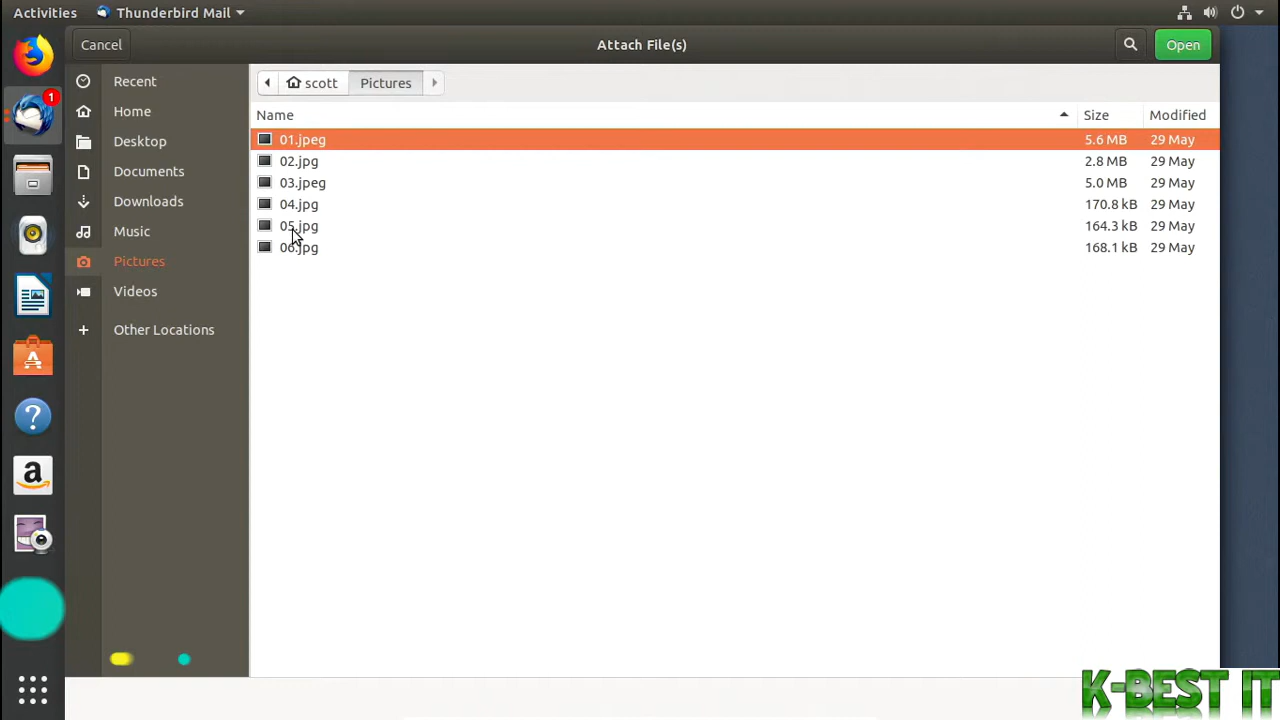 Activities Thunderbird Mail
1
Cancel Attach File(s) Open
Recent
Home
Desktop
Documents
Downloads
Music
Pictures
Videos
Other Locations
scott Pictures
Name Size Modified
01.jpeg 5.6 MB 29 May
02.jpg 2.8 MB 29 May
03.jpeg 5.0 MB 29 May
04.jpg 170.8 kB 29 May
05.jpg 164.3 kB 29 May
06.jpg 168.1 kB 29 May
K-BEST IT